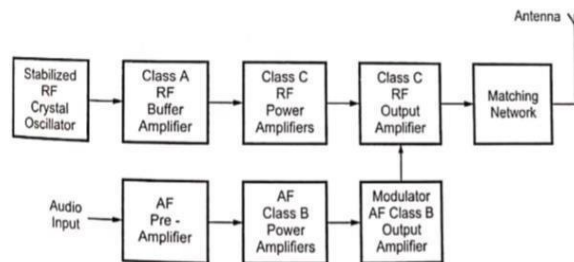 Antenna
Stabilized
RF
Crystal
Oscillator
Class A
RF
Buffer
Amplifier
Class C
RF
Power
Amplifiers
Class C
RF
Output
Amplifier
Matching
Network
Audio
Input
AF
Pre -
Amplifier
AF
Class B
Power
Amplifiers
Modulator
AF Class B
Output
Amplifier